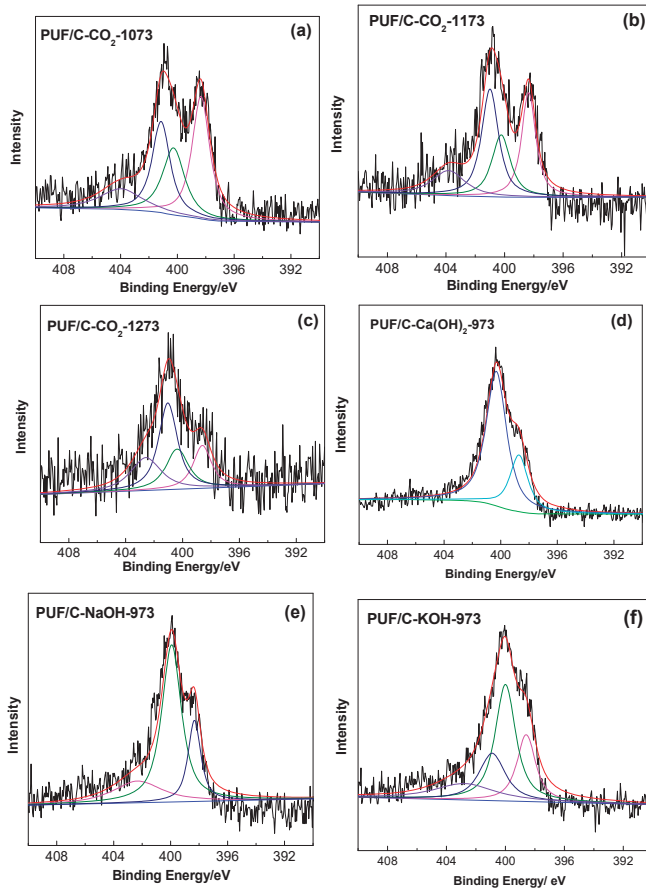 PUF/C-CO₂-1073 (a)
Intensity
408 404 400 396 392
Binding Energy/eV
PUF/C-CO₂-1173 (b)
Intensity
408 404 400 396 392
Binding Energy/eV
PUF/C-CO₂-1273 (c)
Intensity
408 404 400 396 392
Binding Energy/eV
PUF/C-Ca(OH)₂-973 (d)
Intensity
408 404 400 396 392
Binding Energy/eV
PUF/C-NaOH-973 (e)
Intensity
408 404 400 396 392
Binding Energy/eV
PUF/C-KOH-973 (f)
Intensity
408 404 400 396 392
Binding Energy/ eV